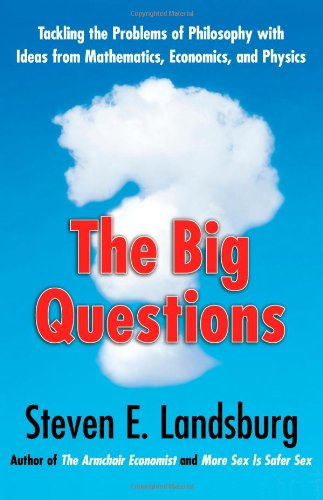 Tackling the Problems of Philosophy with
Ideas from Mathematics, Economics, and Physics
The Big
Questions
Steven E. Landsburg
Author of The Armchair Economist and More Sex Is Safer Sex